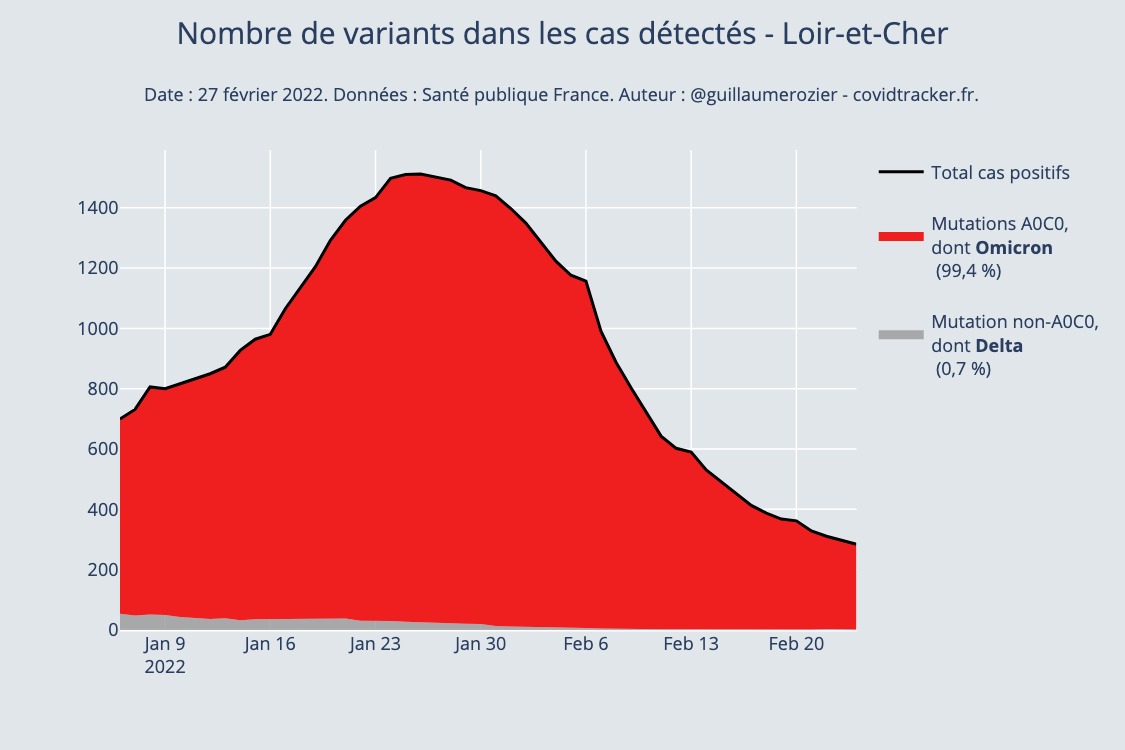 Nombre de variants dans les cas détectés - Loir-et-Cher
Date : 27 février 2022. Données : Santé publique France. Auteur : @guillaumerozier - covidtracker.fr.
Total cas positifs
Mutations A0C0,
dont Omicron
(99,4 %)
Mutation non-A0C0,
dont Delta
(0,7 %)
1400
1200
1000
800
600
400
200
0
Jan 9
2022
Jan 16
Jan 23
Jan 30
Feb 6
Feb 13
Feb 20